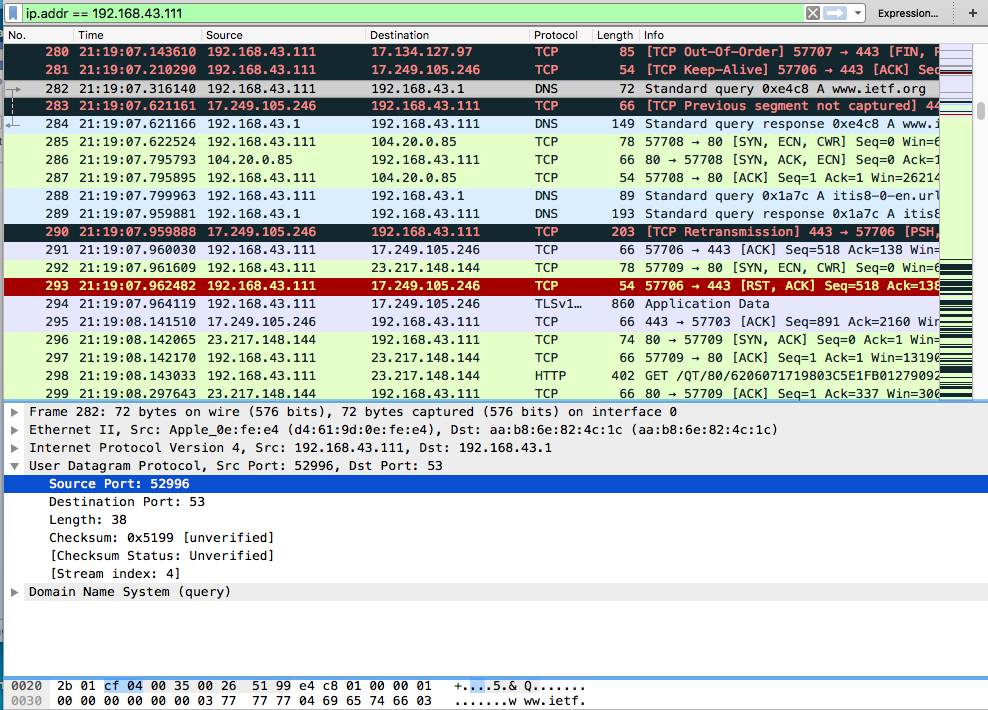 ip.addr == 192.168.43.111 Expression... +
No. Time Source Destination Protocol Length Info
280 21:19:07.143610 192.168.43.111 17.134.127.97 TCP 85 [TCP Out-Of-Order] 57707 → 443 [FIN,
281 21:19:07.210290 192.168.43.111 17.249.105.246 TCP 54 [TCP Keep-Alive] 57706 → 443 [ACK] Seq
282 21:19:07.316140 192.168.43.111 192.168.43.1 DNS 72 Standard query 0xe4c8 A www.ietf.org
283 21:19:07.621161 17.249.105.246 192.168.43.111 TCP 66 [TCP Previous segment not captured] 44
284 21:19:07.621166 192.168.43.1 192.168.43.111 DNS 149 Standard query response 0xe4c8 A www.i
285 21:19:07.622524 192.168.43.111 104.20.0.85 TCP 78 57708 → 80 [SYN, ECN, CWR] Seq=0 Win=6
286 21:19:07.795793 104.20.0.85 192.168.43.111 TCP 66 80 → 57708 [SYN, ACK, ECN] Seq=0 Ack=1
287 21:19:07.795895 192.168.43.111 104.20.0.85 TCP 54 57708 → 80 [ACK] Seq=1 Ack=1 Win=26214
288 21:19:07.799963 192.168.43.111 192.168.43.1 DNS 89 Standard query 0x1a7c A itis8-0-en.url
289 21:19:07.959881 192.168.43.1 192.168.43.111 DNS 193 Standard query response 0x1a7c A itis8
290 21:19:07.959888 17.249.105.246 192.168.43.111 TCP 203 [TCP Retransmission] 443 → 57706 [PSH,
291 21:19:07.960030 192.168.43.111 17.249.105.246 TCP 66 57706 → 443 [ACK] Seq=518 Ack=138 Win=
292 21:19:07.961609 192.168.43.111 23.217.148.144 TCP 78 57709 → 80 [SYN, ECN, CWR] Seq=0 Win=6
293 21:19:07.962482 192.168.43.111 17.249.105.246 TCP 54 57706 → 443 [RST, ACK] Seq=518 Ack=138
294 21:19:07.964119 192.168.43.111 17.249.105.246 TLSv1… 860 Application Data
295 21:19:08.141510 17.249.105.246 192.168.43.111 TCP 66 443 → 57703 [ACK] Seq=891 Ack=2160 Win
296 21:19:08.142065 23.217.148.144 192.168.43.111 TCP 74 80 → 57709 [SYN, ACK] Seq=0 Ack=1 Win=
297 21:19:08.142170 192.168.43.111 23.217.148.144 TCP 66 57709 → 80 [ACK] Seq=1 Ack=1 Win=13190
298 21:19:08.143033 192.168.43.111 23.217.148.144 HTTP 402 GET /QT/80/6206071719803C5E1FB01279092
299 21:19:08.297643 23.217.148.144 192.168.43.111 TCP 66 80 → 57709 [ACK] Seq=1 Ack=337 Win=300
Frame 282: 72 bytes on wire (576 bits), 72 bytes captured (576 bits) on interface 0
Ethernet II, Src: Apple_0e:fe:e4 (d4:61:9d:0e:fe:e4), Dst: aa:b8:6e:82:4c:1c (aa:b8:6e:82:4c:1c)
Internet Protocol Version 4, Src: 192.168.43.111, Dst: 192.168.43.1
User Datagram Protocol, Src Port: 52996, Dst Port: 53
Source Port: 52996
Destination Port: 53
Length: 38
Checksum: 0x5199 [unverified]
[Checksum Status: Unverified]
[Stream index: 4]
Domain Name System (query)
0020 2b 01 cf 04 00 35 00 26 51 99 e4 c8 01 00 00 01 +....5.& Q.......
0030 00 00 00 00 00 00 03 77 77 77 04 69 65 74 66 03 .......w ww.ietf.